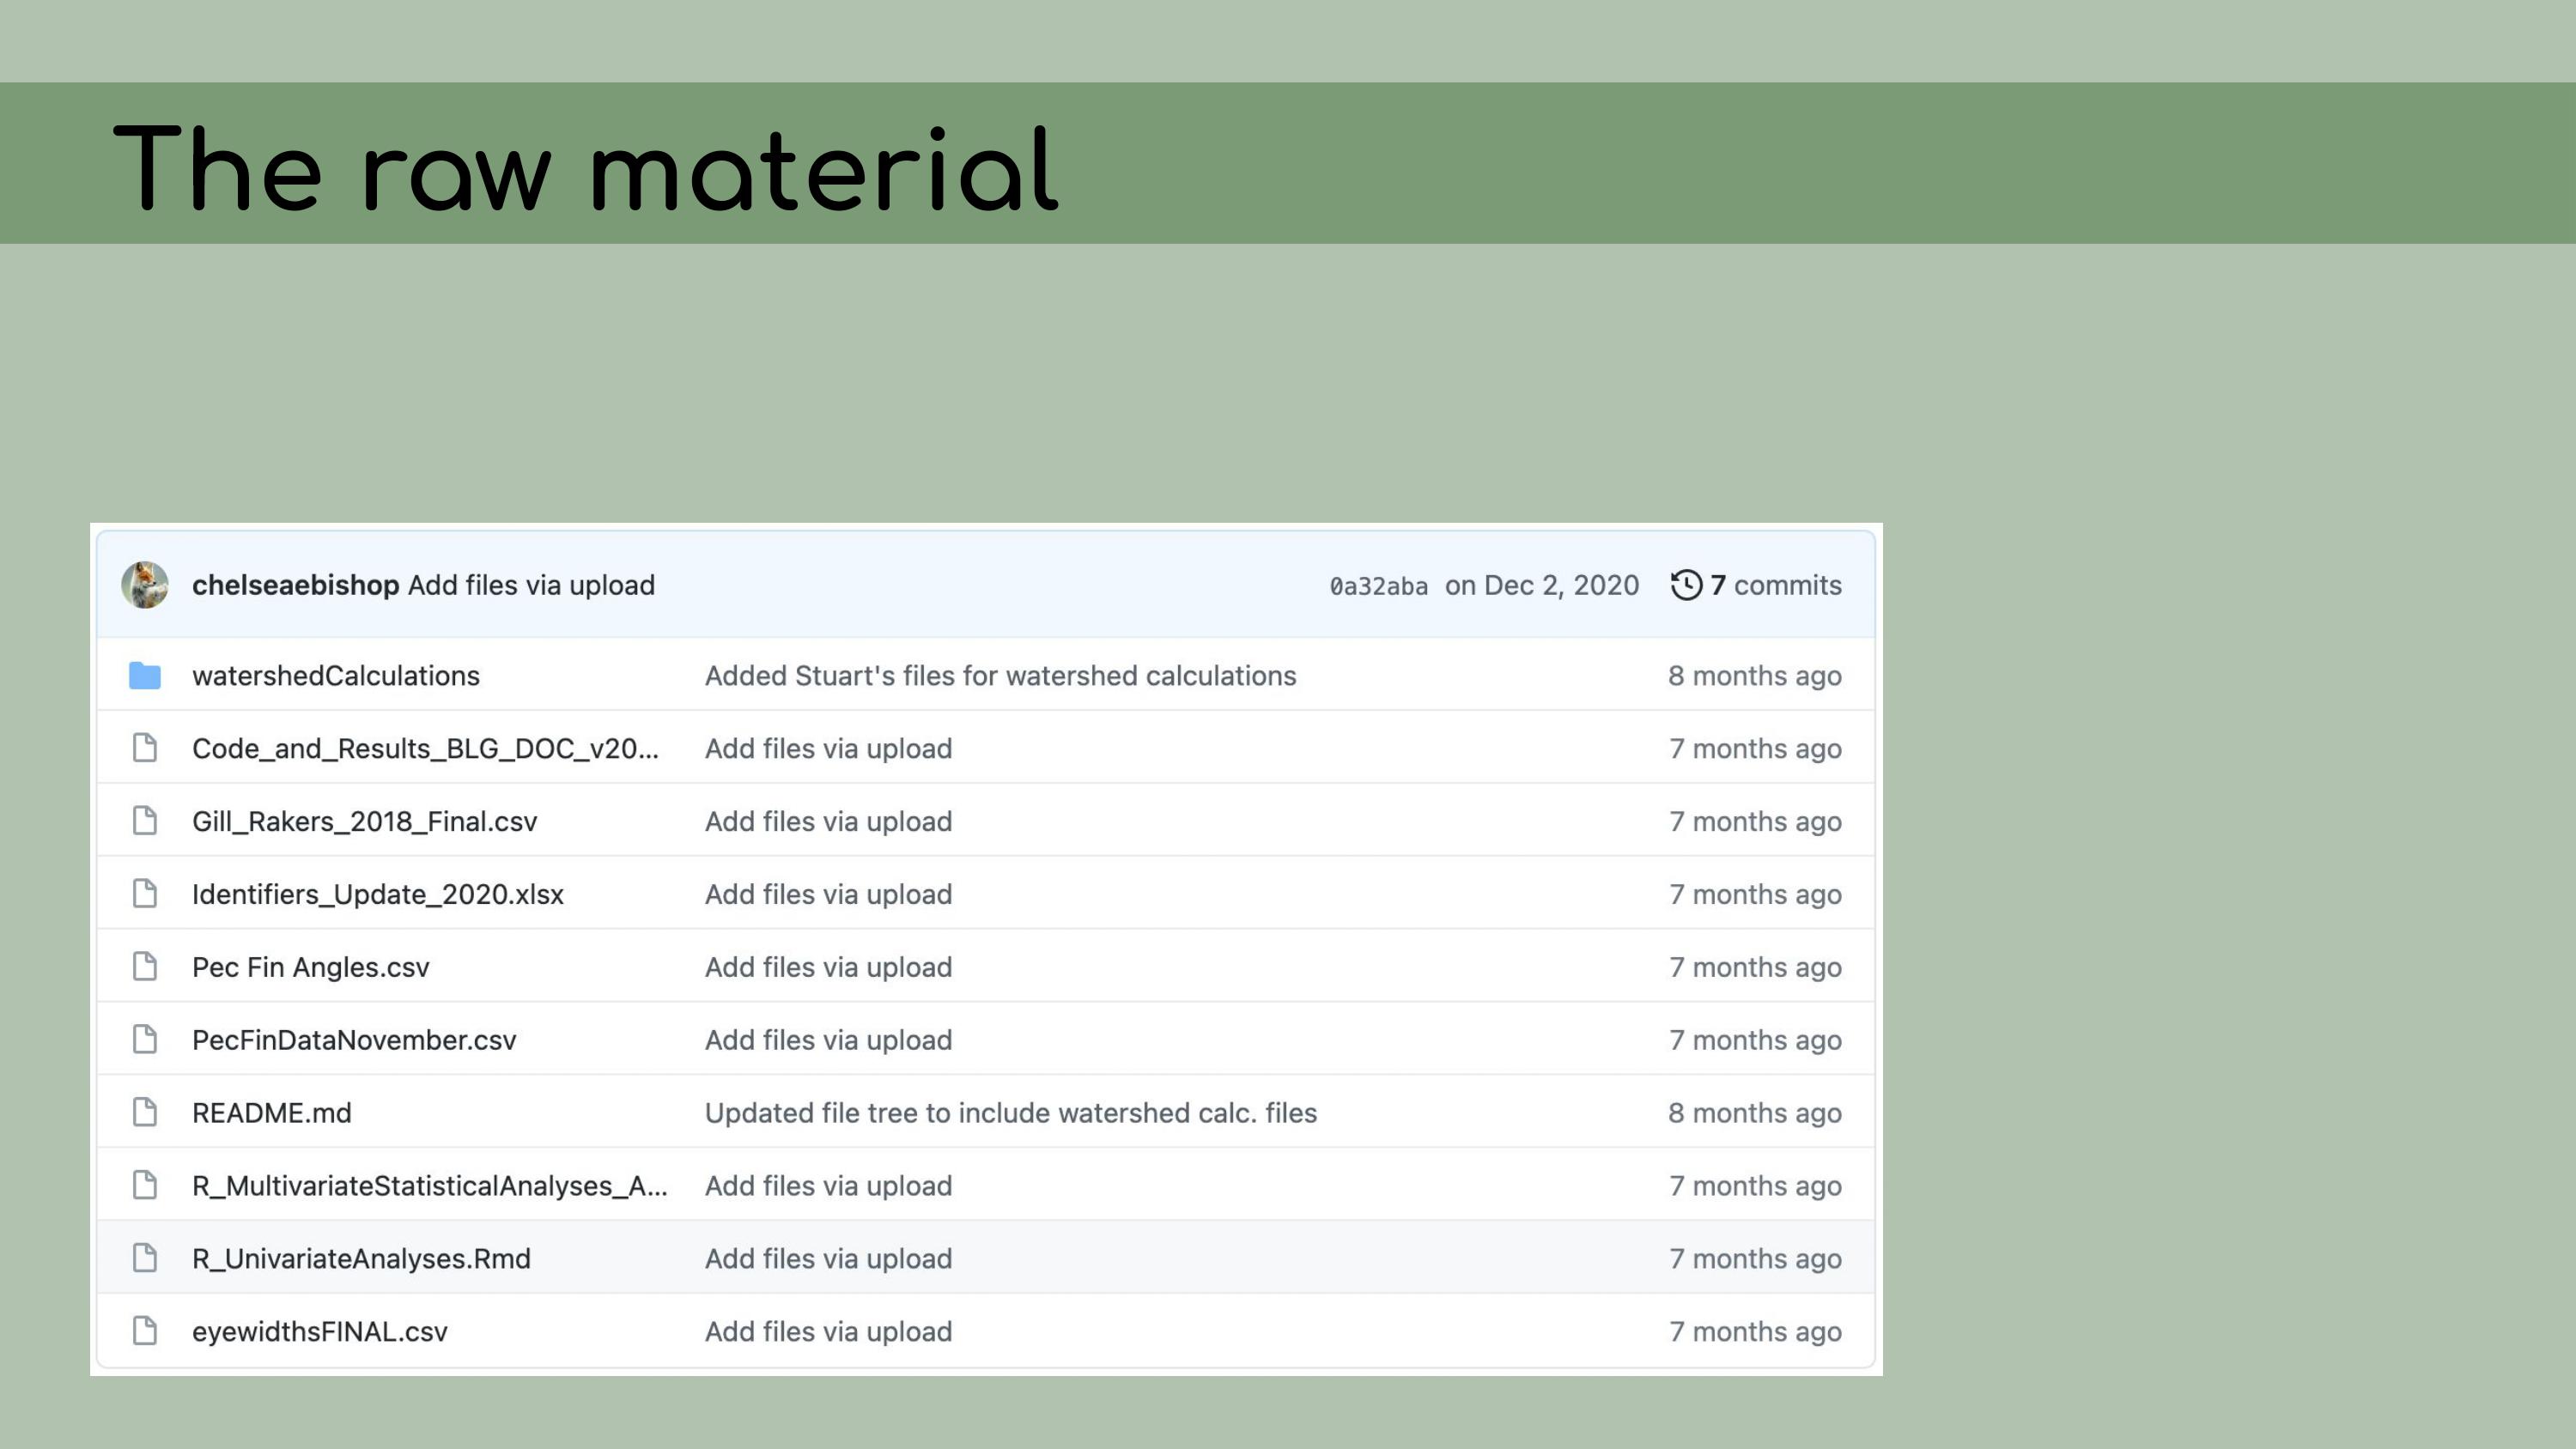 The raw material
chelseaebishop Add files via upload 0a32aba on Dec 2, 2020 7 commits
watershedCalculations Added Stuart's files for watershed calculations 8 months ago
Code_and_Results_BLG_DOC_v20... Add files via upload 7 months ago
Gill_Rakers_2018_Final.csv Add files via upload 7 months ago
Identifiers_Update_2020.xlsx Add files via upload 7 months ago
Pec Fin Angles.csv Add files via upload 7 months ago
PecFinDataNovember.csv Add files via upload 7 months ago
README.md Updated file tree to include watershed calc. files 8 months ago
R_MultivariateStatisticalAnalyses_A... Add files via upload 7 months ago
R_UnivariateAnalyses.Rmd Add files via upload 7 months ago
eyewidthsFINAL.csv Add files via upload 7 months ago